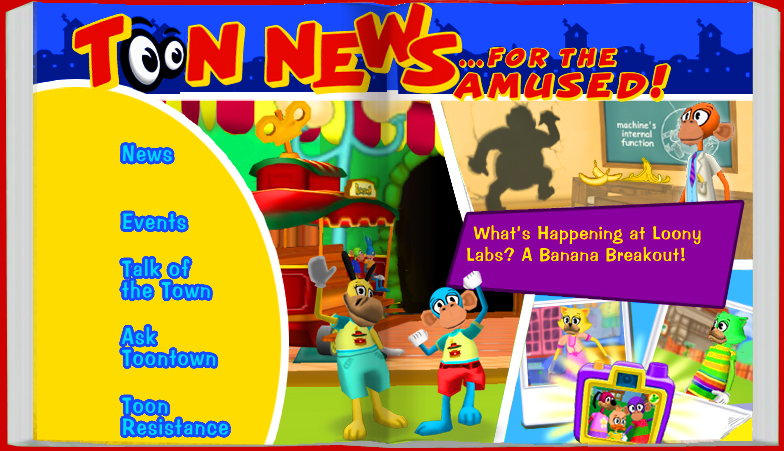 TOON NEWS
...FOR THE
AMUSED!
News
Events
Talk of
the Town
Ask
Toontown
Toon
Resistance
machine's
internal
function
What's Happening at Loony
Labs? A Banana Breakout!